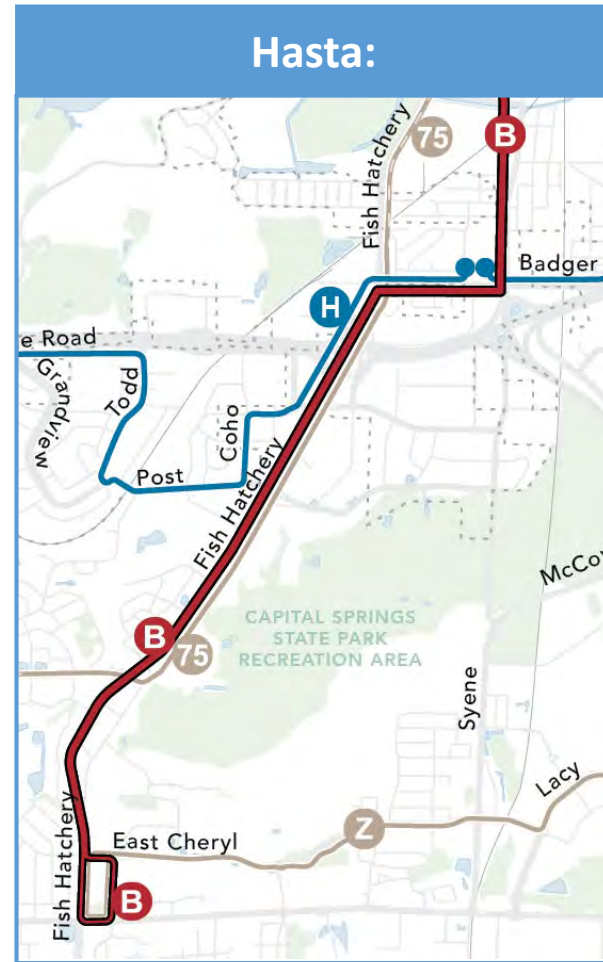 Hasta:
75
B
Fish Hatchery
Badger
H
e Road
Grandview
Todd
Coho
Post
Fish Hatchery
McCo
B
75
CAPITAL SPRINGS
STATE PARK
RECREATION AREA
Syene
Lacy
Z
Fish Hatchery
East Cheryl
B